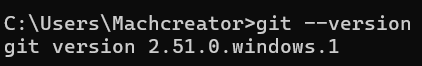 C:\Users\Machcreator>git --version
git version 2.51.0.windows.1